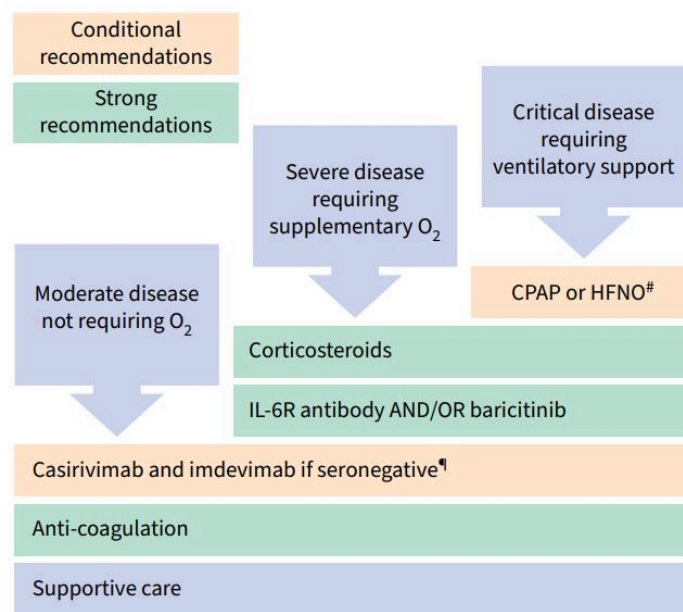 Conditional
recommendations
Strong
recommendations
Critical disease
requiring
ventilatory support
Severe disease
requiring
supplementary O₂
Moderate disease
not requiring O₂
CPAP or HFNO#
Corticosteroids
IL-6R antibody AND/OR baricitinib
Casirivimab and imdevimab if seronegative¶
Anti-coagulation
Supportive care